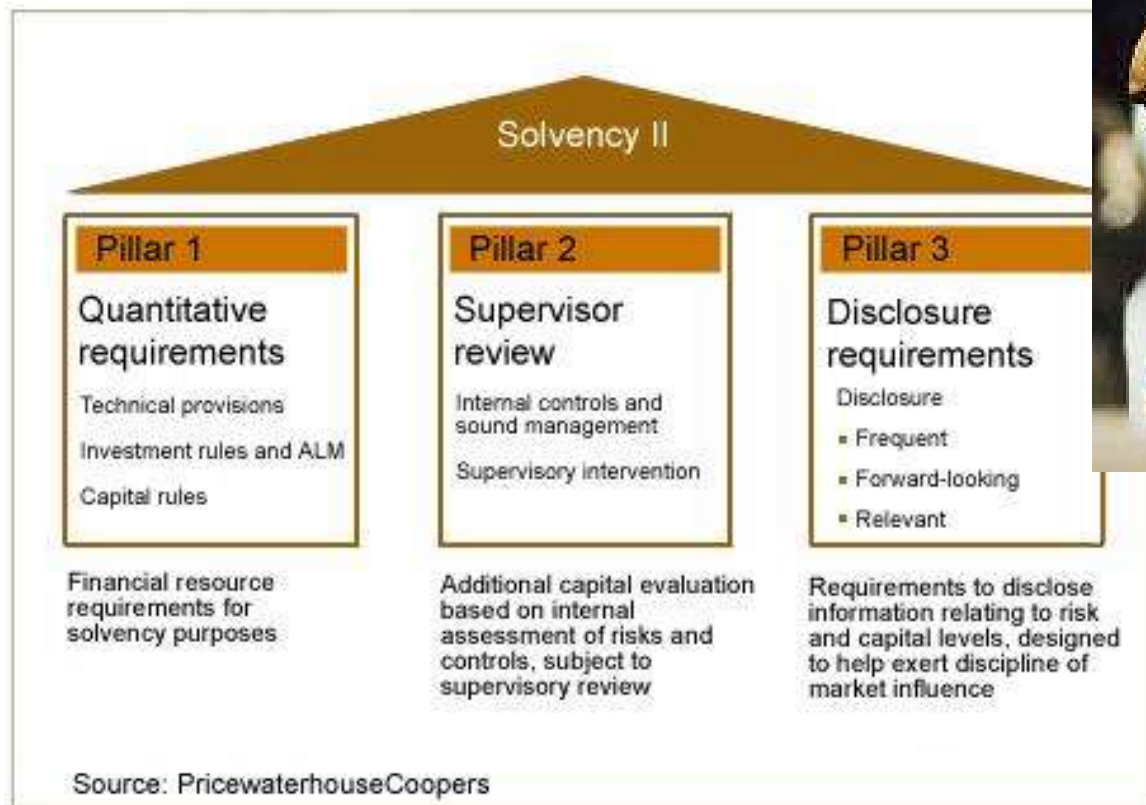 Solvency II
Pillar 1
Quantitative
requirements
Technical provisions
Investment rules and ALM
Capital rules
Financial resource
requirements for
solvency purposes
Pillar 2
Supervisor
review
Internal controls and
sound management
Supervisory intervention
Additional capital evaluation
based on internal
assessment of risks and
controls, subject to
supervisory review
Pillar 3
Disclosure
requirements
Disclosure
▪ Frequent
▪ Forward-looking
▪ Relevant
Requirements to disclose
information relating to risk
and capital levels, designed
to help exert discipline of
market influence
Source: PricewaterhouseCoopers